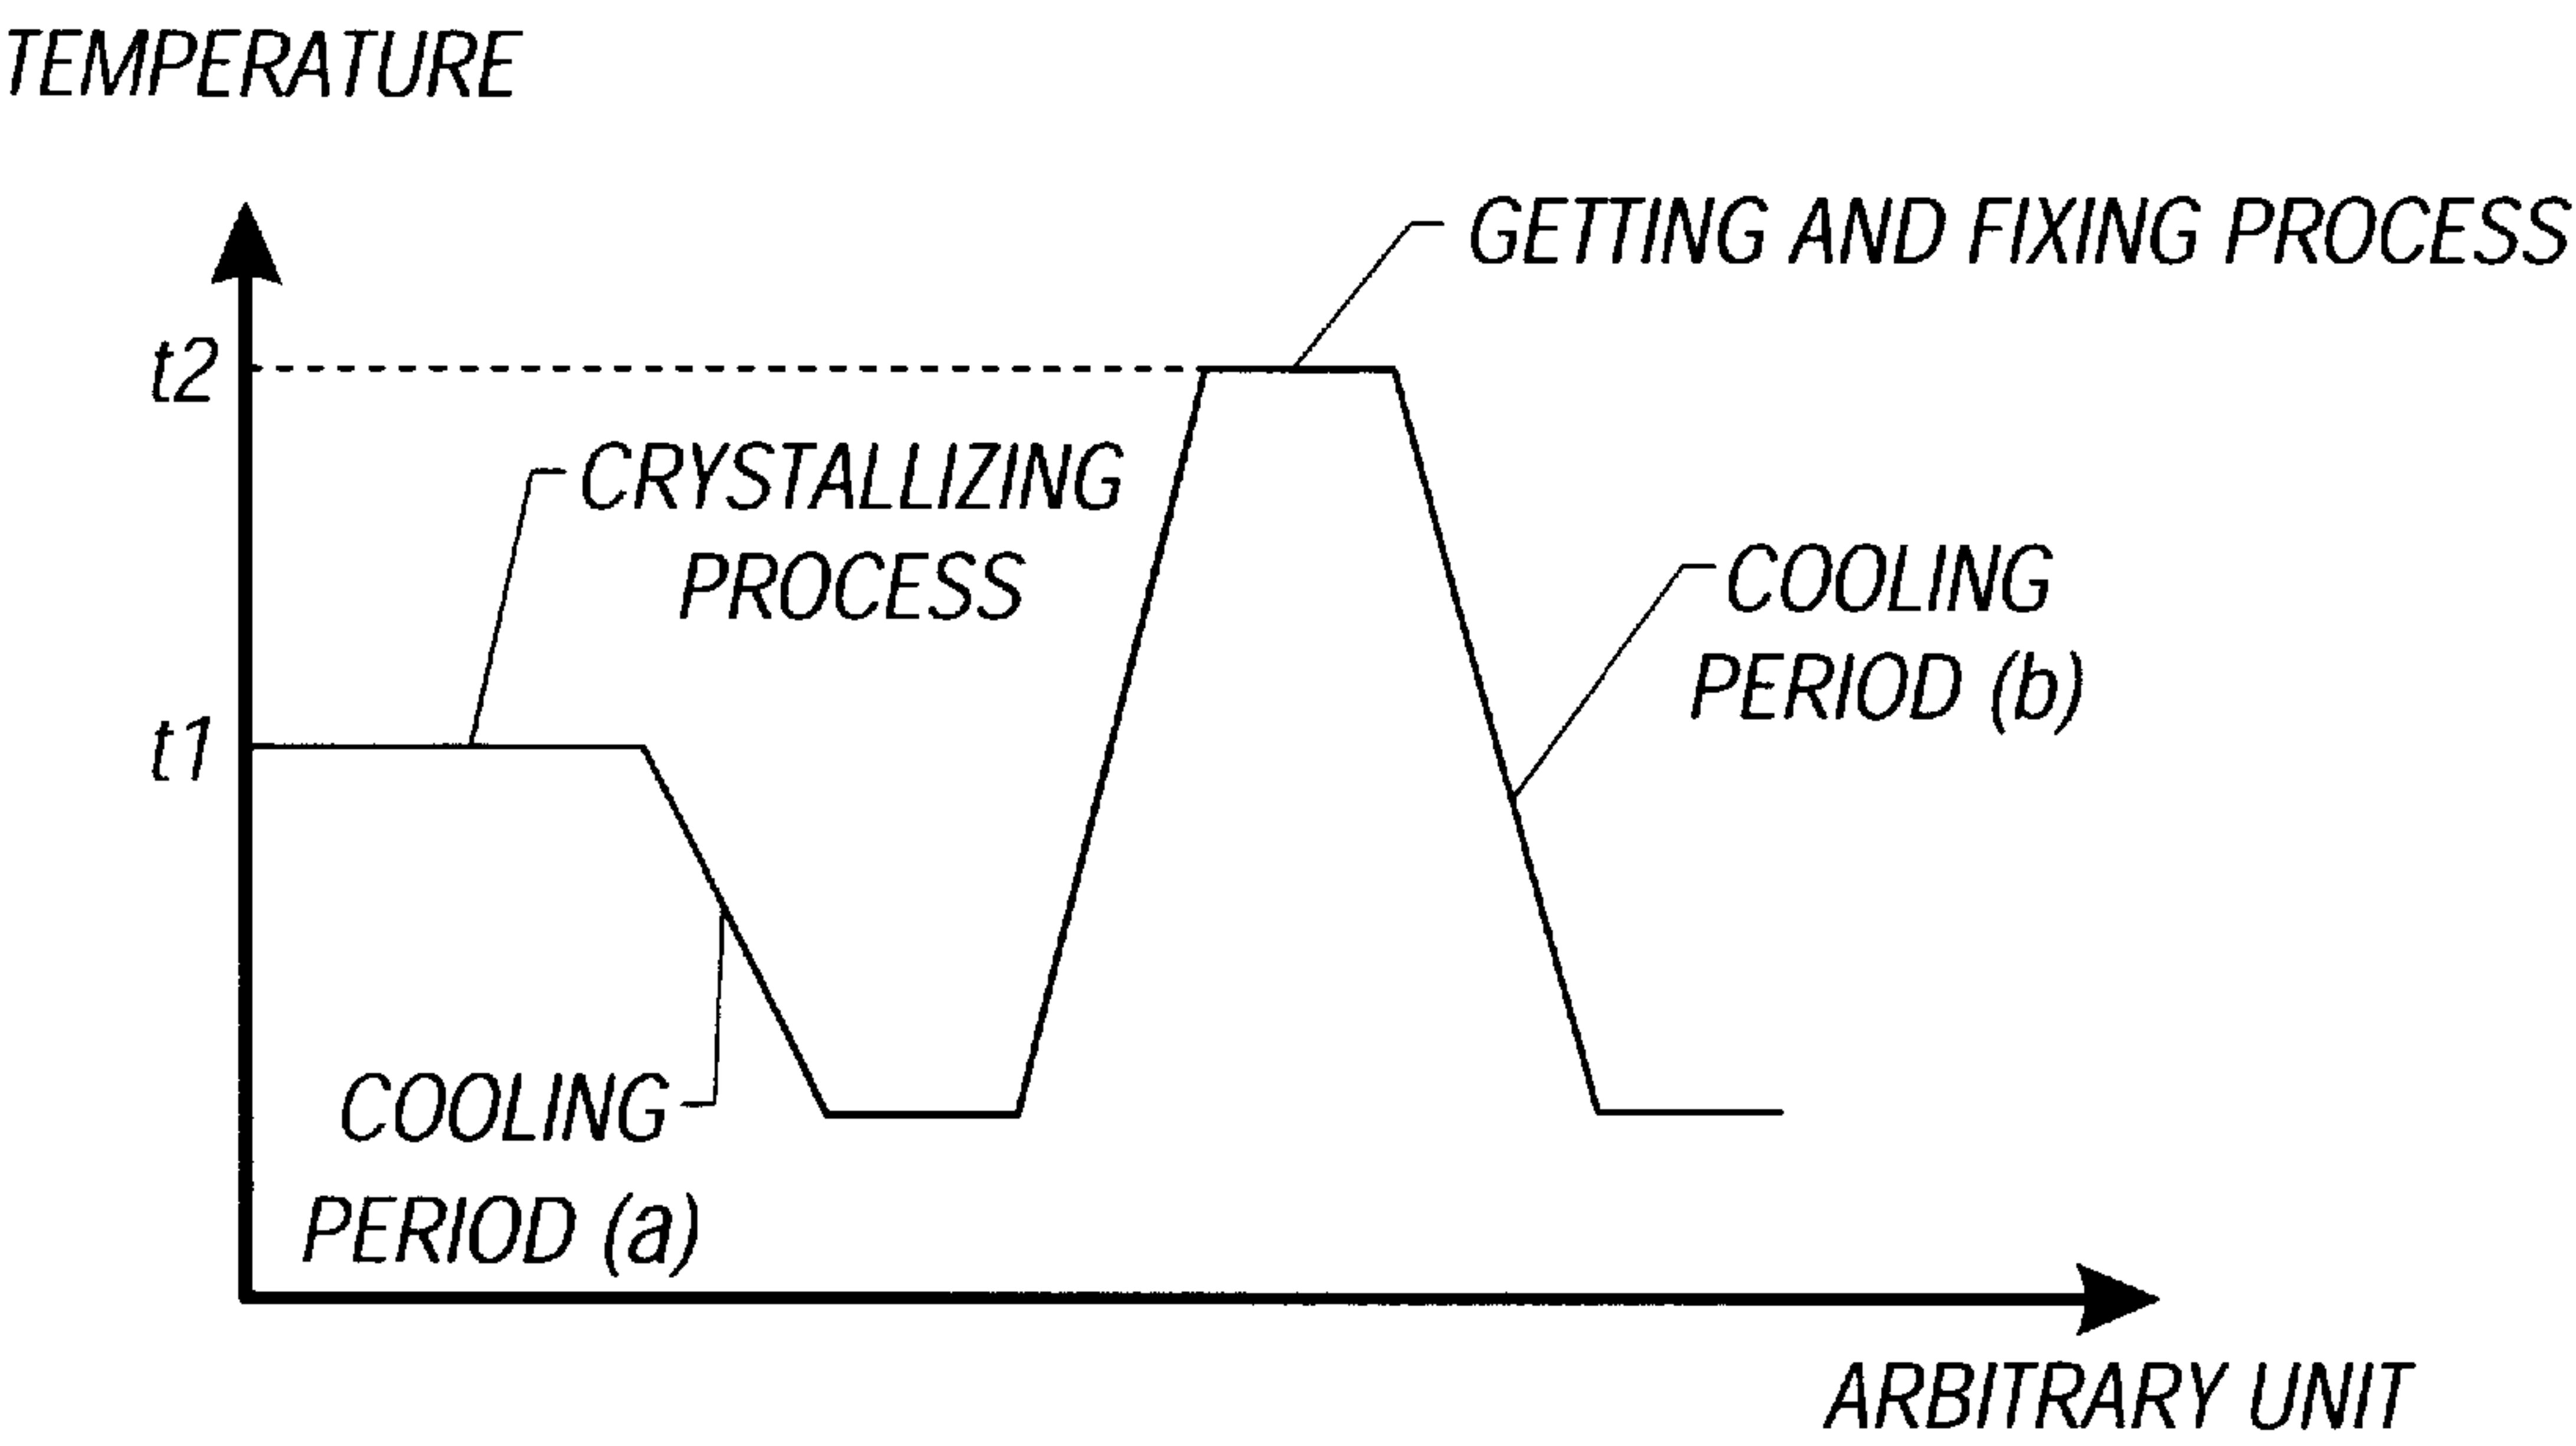 TEMPERATURE
GETTING AND FIXING PROCESS
t2
CRYSTALLIZING
PROCESS
COOLING
PERIOD (b)
t1
COOLING
PERIOD (a)
ARBITRARY UNIT